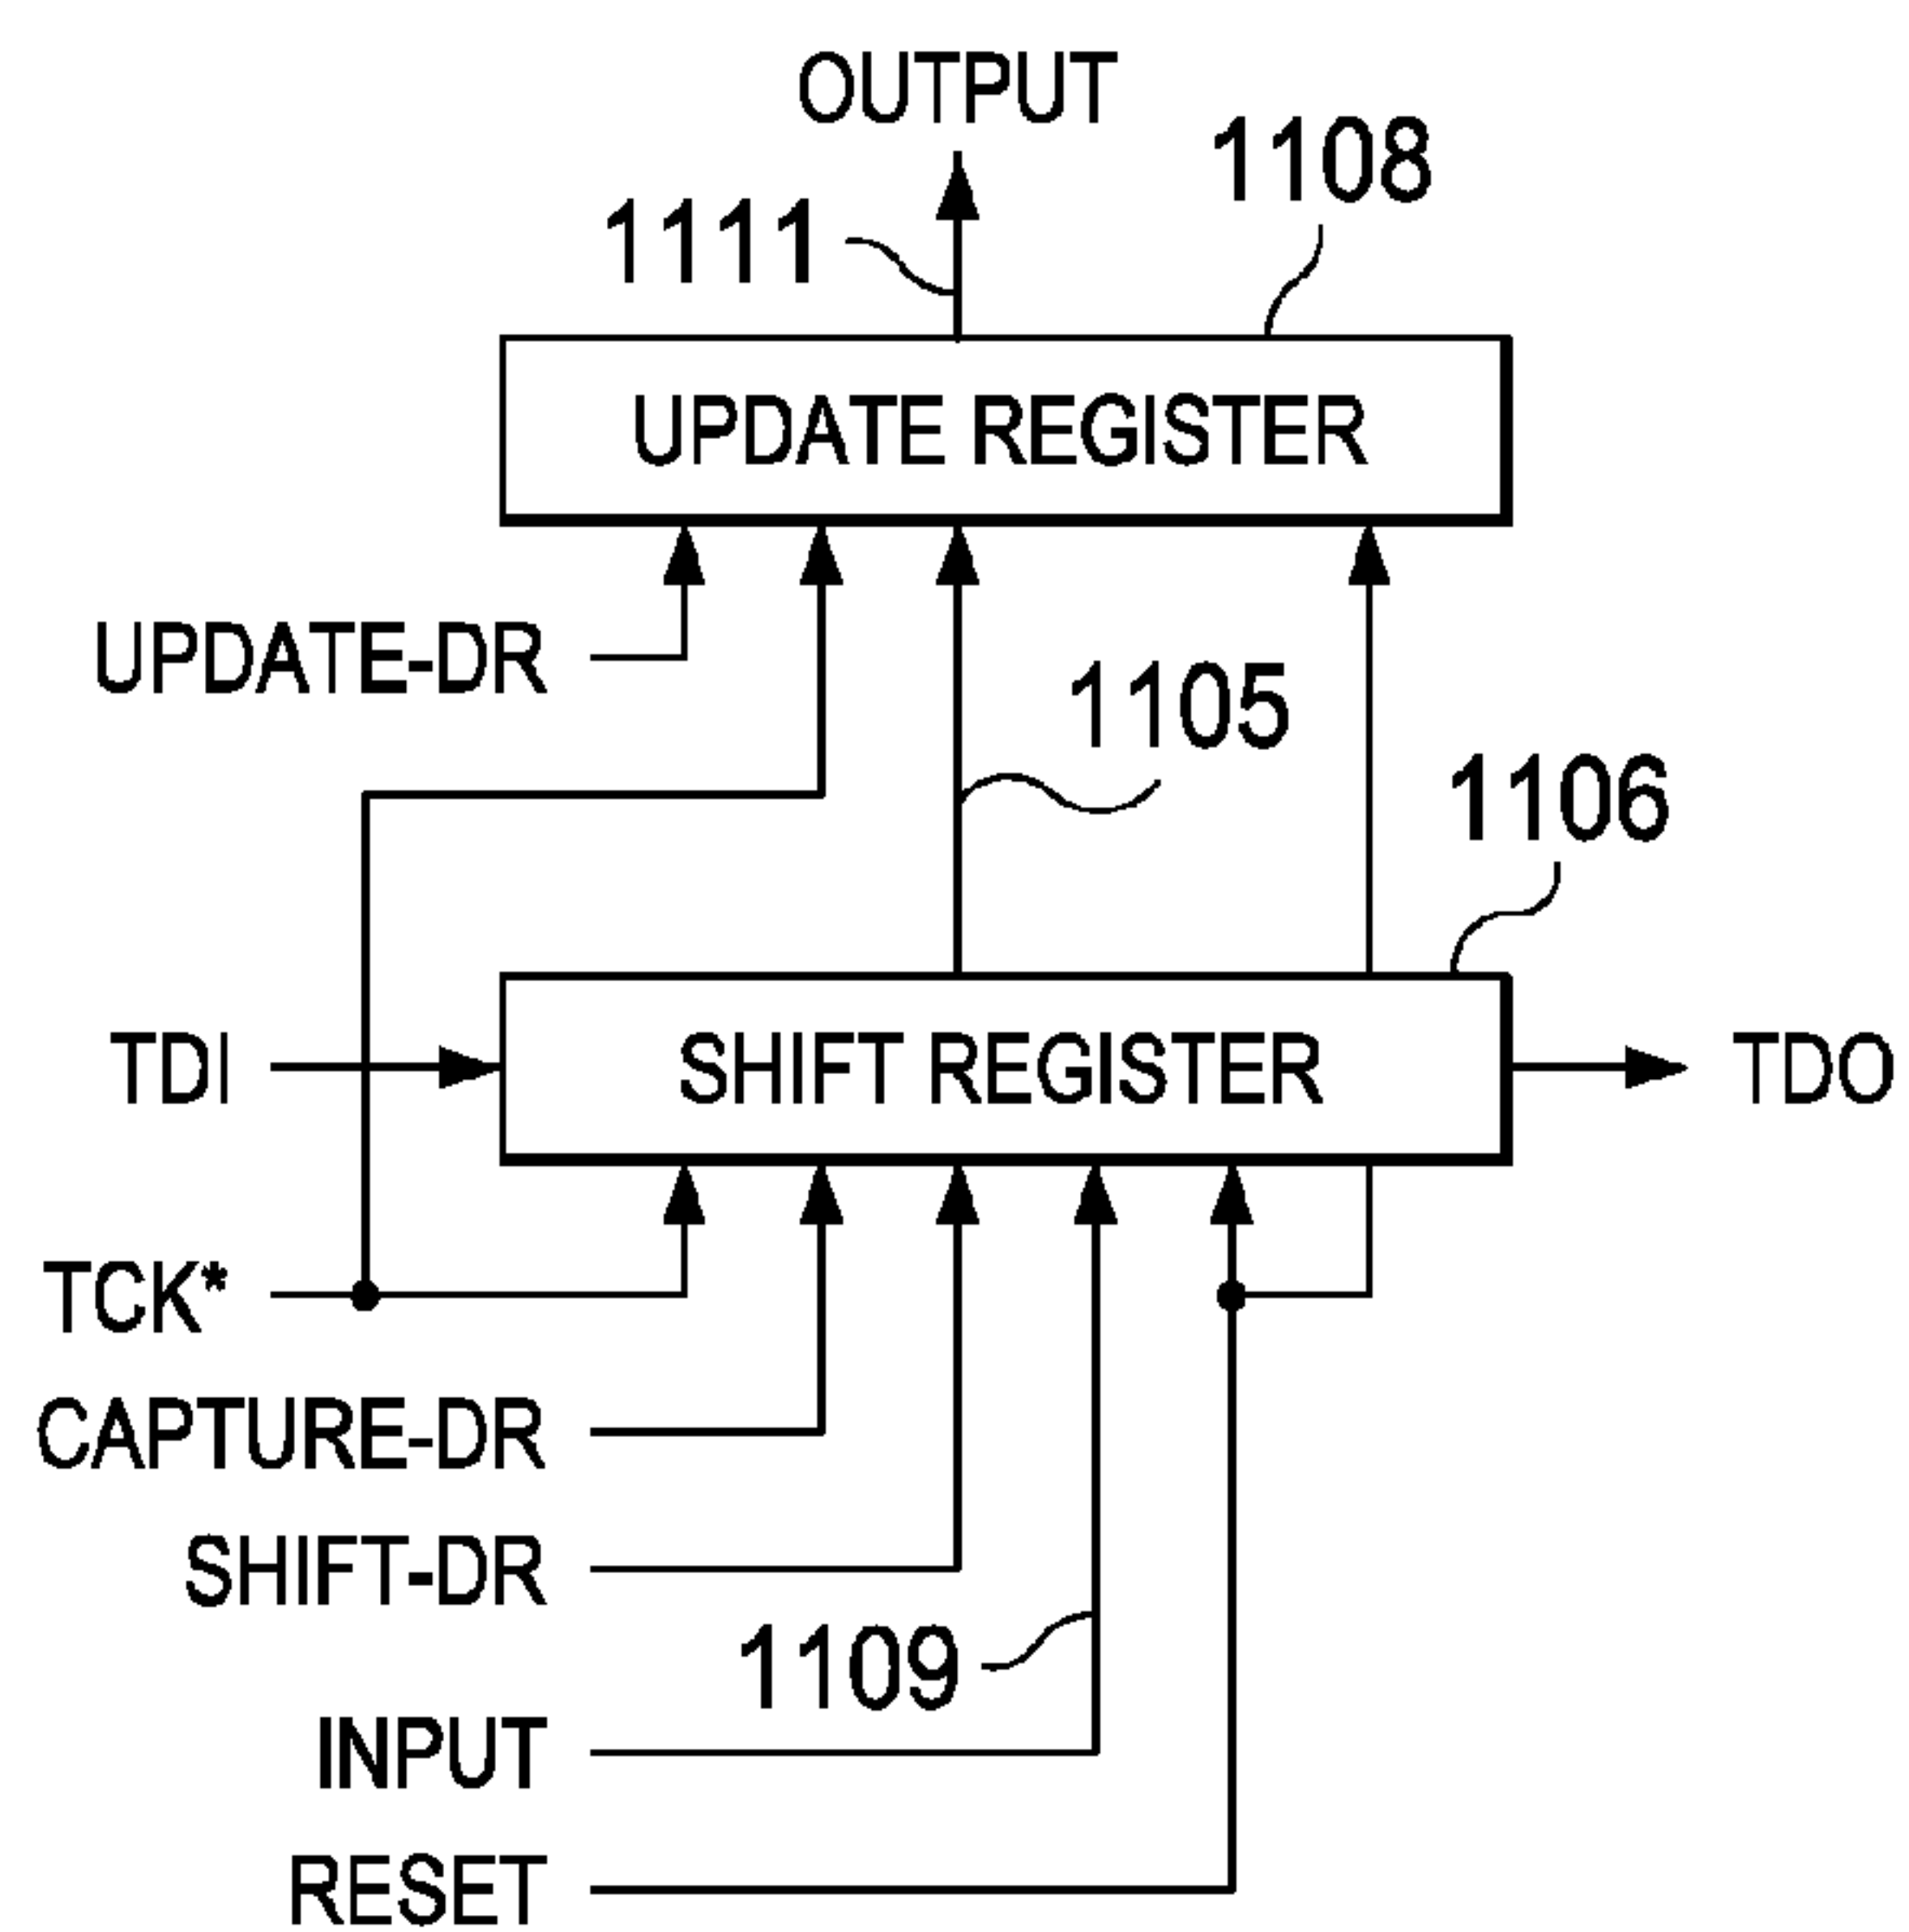 OUTPUT
1108
1111
UPDATE REGISTER
UPDATE-DR
1105
1106
TDI
SHIFT REGISTER
TDO
TCK*
CAPTURE-DR
SHIFT-DR
1109
INPUT
RESET